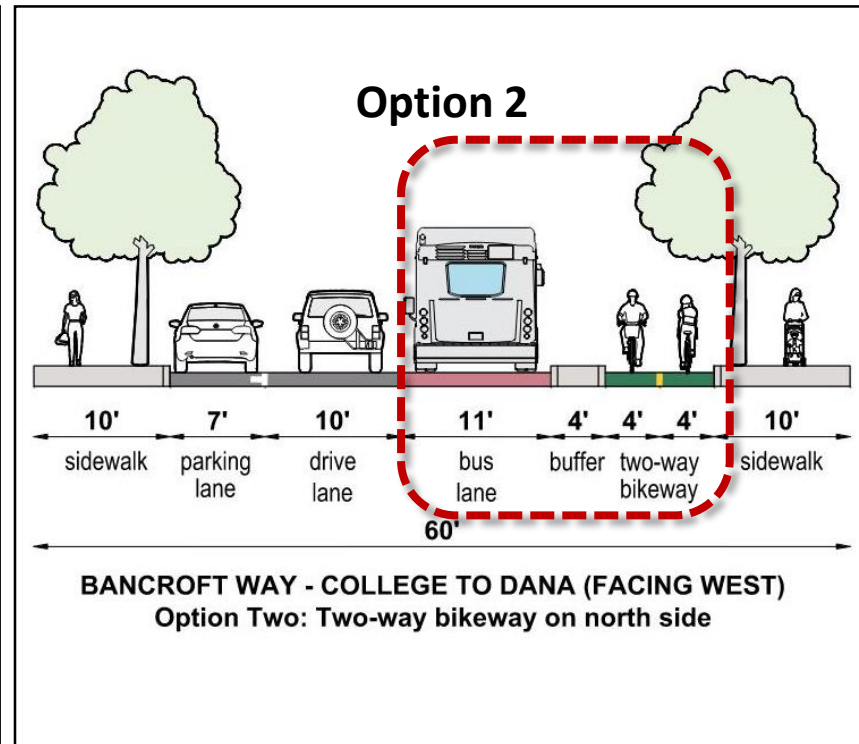 Option 2
10' 7' 10' 11' 4' 4' 4' 10'
sidewalk parking lane drive lane bus lane buffer two-way bikeway sidewalk
60'
BANCROFT WAY - COLLEGE TO DANA (FACING WEST)
Option Two: Two-way bikeway on north side